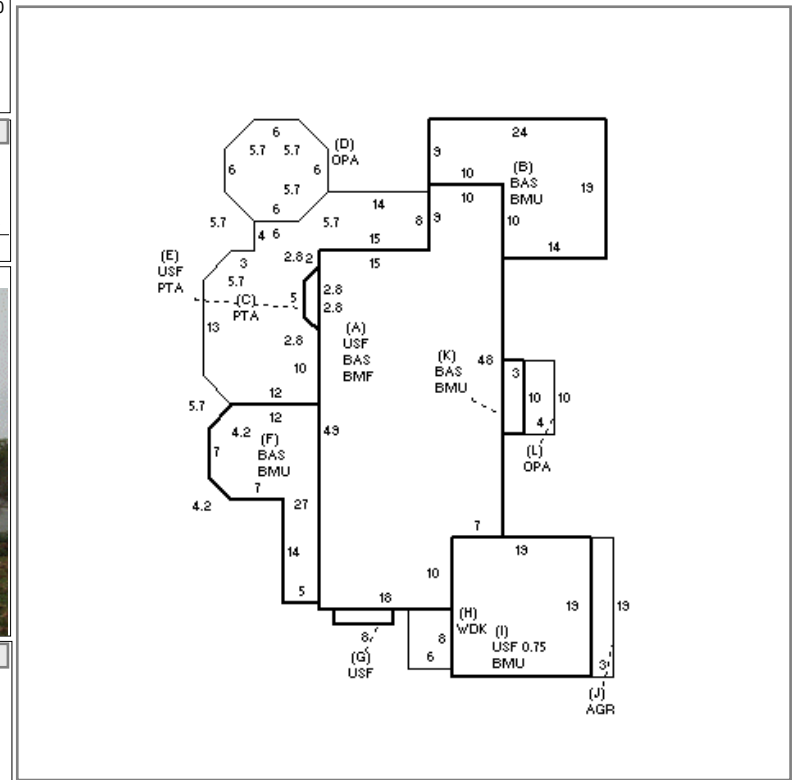 6
5.7 5.7
6 6
5.7
6
(D)
OPA
24
9
10
(B)
BAS
BMU
19
10
14
14
5.7
5.7
8
9
10
4 6
15
15
3
2.8 2
(E)
USF
PTA
5.7
(C)
PTA
5
2.8
2.8
13
2.8
10
(A)
USF
BAS
BMF
(K)
BAS
BMU
48
3
10
10
4
(L)
OPA
12
12
5.7
4.2
(F)
BAS
BMU
7
7
49
4.2
27
14
5
7
10
19
18
19
19
(H)
WDK
(I)
USF 0.75
BMU
8
8
6
(G)
USF
3
(J)
AGR